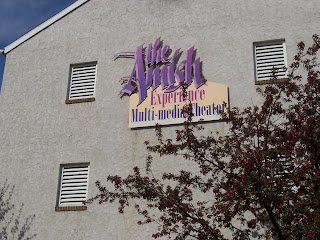 the
Amish
Experience
Multi-media Theater